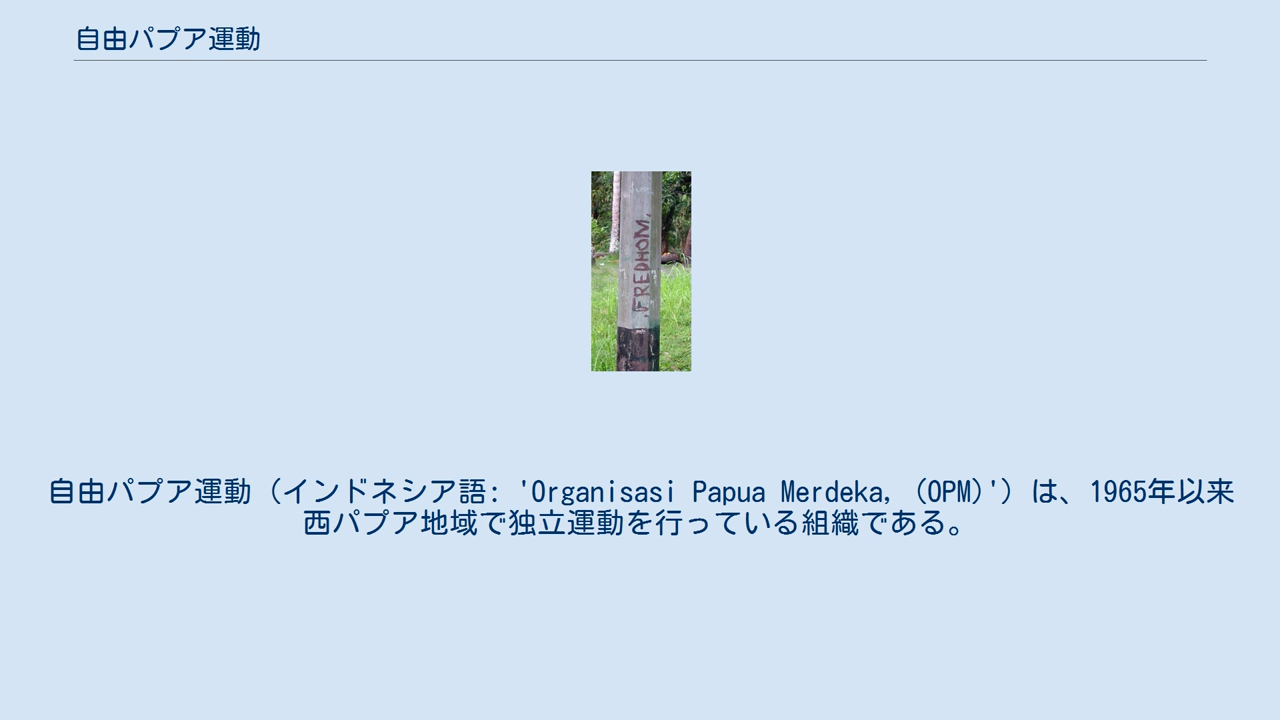 自由パプア運動
.FREDHOM,
自由パプア運動（インドネシア語: 'Organisasi Papua Merdeka, (OPM)'）は、1965年以来
西パプア地域で独立運動を行っている組織である。